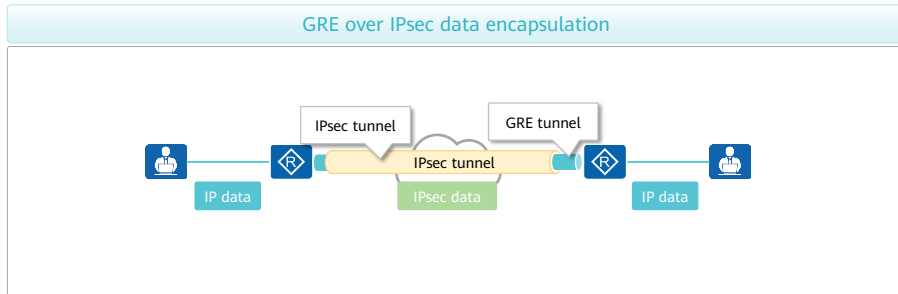 GRE over IPsec data encapsulation
IPsec tunnel
GRE tunnel
R
IPsec tunnel
R
IP data
IPsec data
IP data